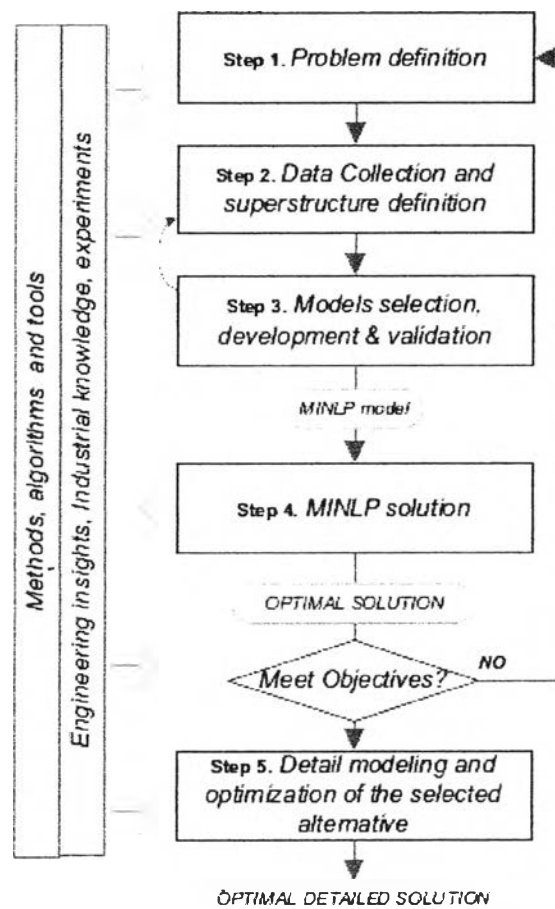 Methods, algorithms and tools
Engineering insights, Industrial knowledge, experiments
Step 1. Problem definition
Step 2. Data Collection and
superstructure definition
Step 3. Models selection,
development & validation
MINLP model
Step 4. MINLP solution
OPTIMAL SOLUTION
Meet Objectives?
NO
Step 5. Detail modeling and
optimization of the selected
alternative
OPTIMAL DETAILED SOLUTION